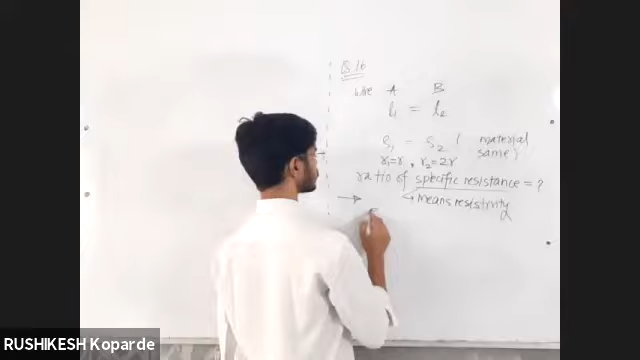 Q.16
wire A B
l₁ = l₂
S₁ = S₂ ( material same )
r₁=r , r₂=2r
ratio of specific resistance = ?
→ ↳ Means resistivity
RUSHIKESH Koparde